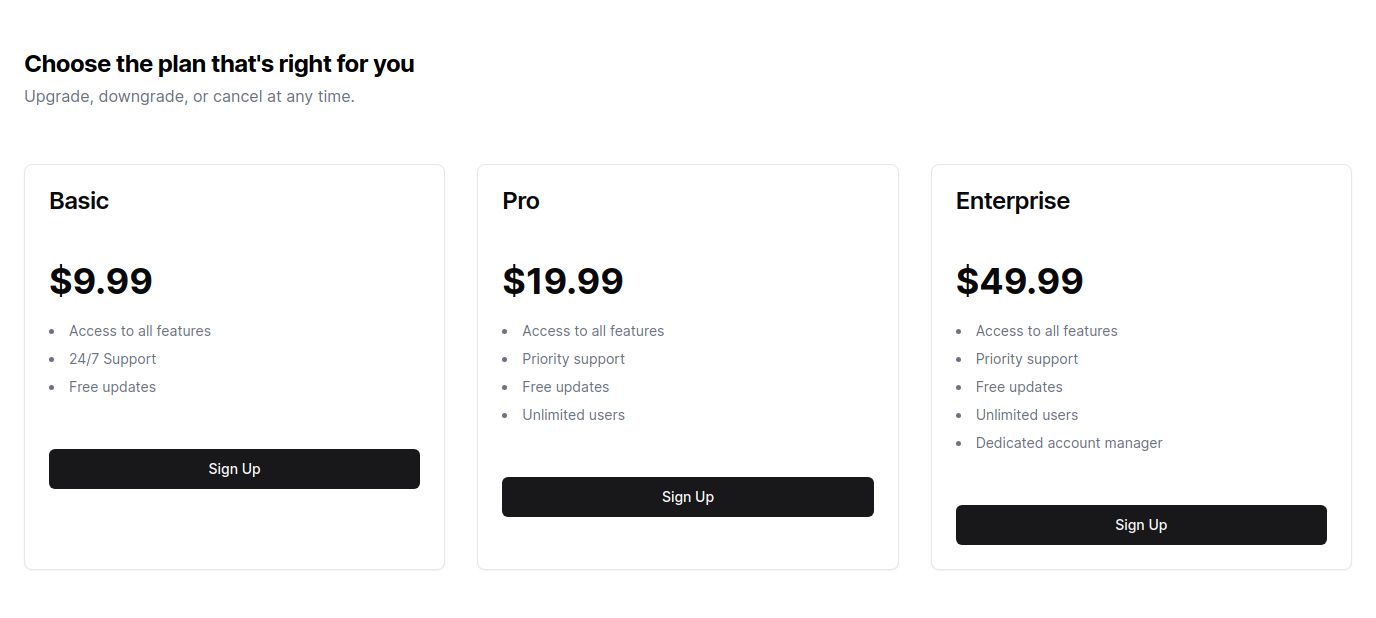 Choose the plan that's right for you
Upgrade, downgrade, or cancel at any time.
Basic
$9.99
Access to all features
24/7 Support
Free updates
Sign Up
Pro
$19.99
Access to all features
Priority support
Free updates
Unlimited users
Sign Up
Enterprise
$49.99
Access to all features
Priority support
Free updates
Unlimited users
Dedicated account manager
Sign Up